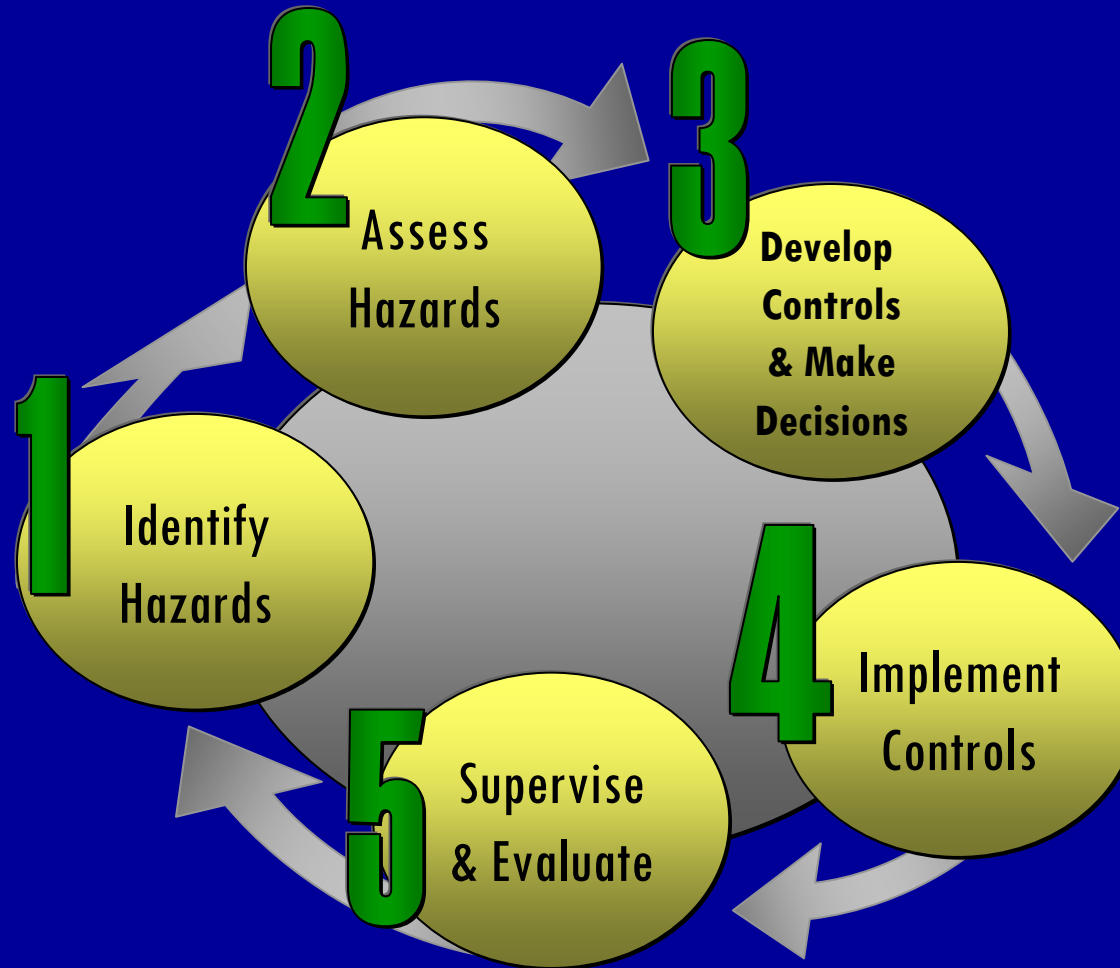 1
Identify
Hazards
2
Assess
Hazards
3
Develop
Controls
& Make
Decisions
4
Implement
Controls
5
Supervise
& Evaluate